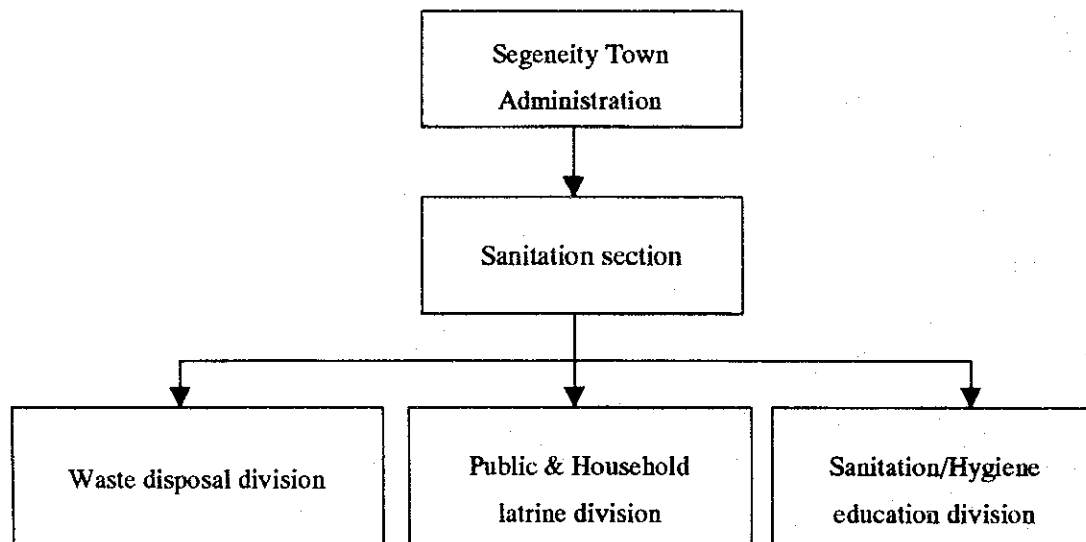 Segeneity Town
Administration
Sanitation section
Waste disposal division
Public & Household
latrine division
Sanitation/Hygiene
education division